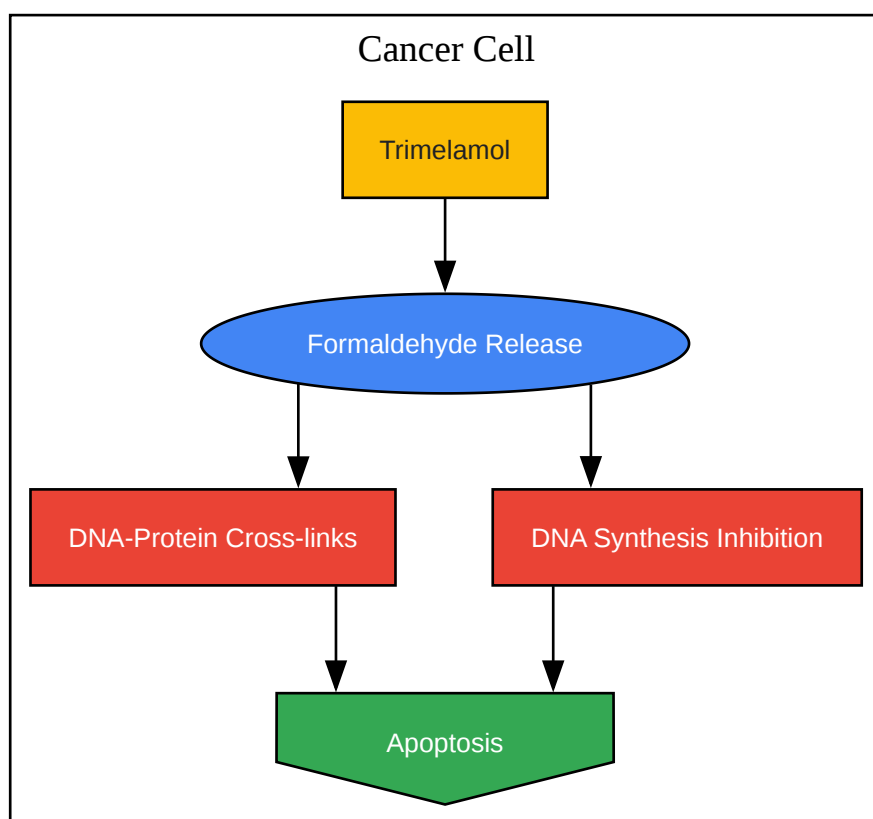 Cancer Cell
Trimelamol
Formaldehyde Release
DNA-Protein Cross-links
DNA Synthesis Inhibition
Apoptosis